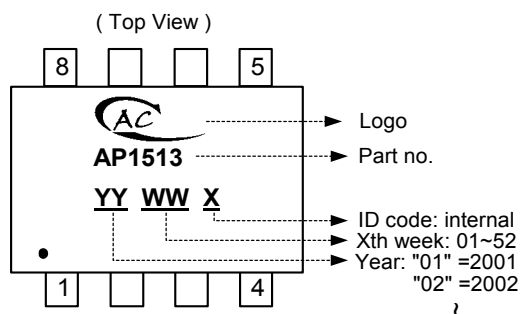 ( Top View )
8 5
AC
Logo
AP1513 Part no.
YY WW X
ID code: internal
Xth week: 01~52
Year: "01" =2001
"02" =2002
~
1 4